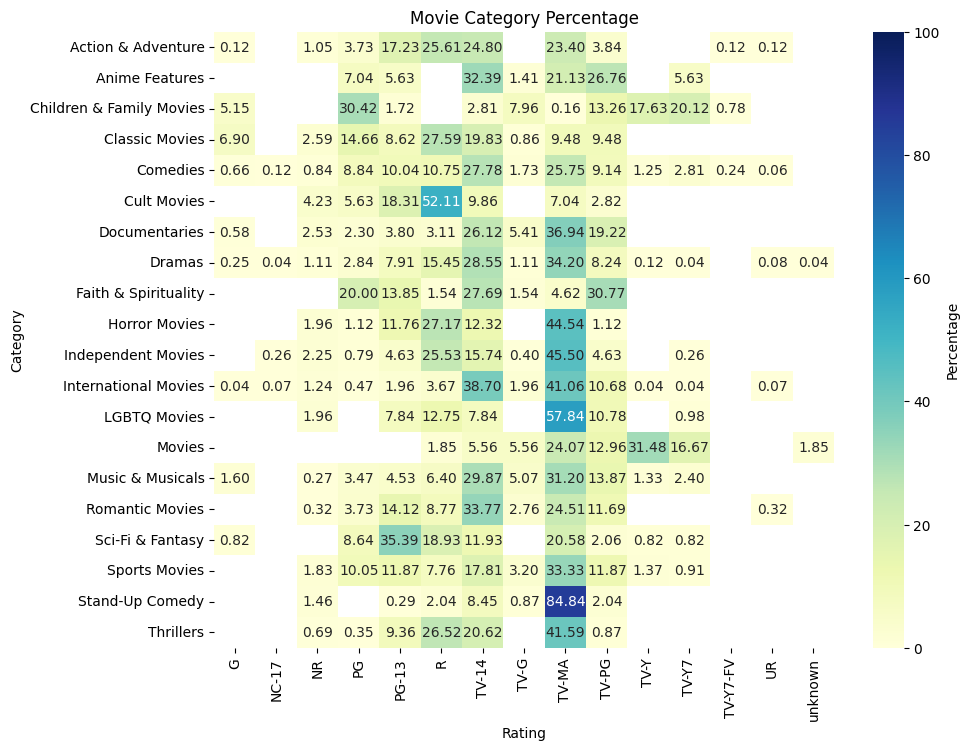 Movie Category Percentage
Action & Adventure 0.12 1.05 3.73 17.23 25.61 24.80 23.40 3.84 0.12 0.12
Anime Features 7.04 5.63 32.39 1.41 21.13 26.76 5.63
Children & Family Movies 5.15 30.42 1.72 2.81 7.96 0.16 13.26 17.63 20.12 0.78
Classic Movies 6.90 2.59 14.66 8.62 27.59 19.83 0.86 9.48 9.48
Comedies 0.66 0.12 0.84 8.84 10.04 10.75 27.78 1.73 25.75 9.14 1.25 2.81 0.24 0.06
Cult Movies 4.23 5.63 18.31 52.11 9.86 7.04 2.82
Documentaries 0.58 2.53 2.30 3.80 3.11 26.12 5.41 36.94 19.22
Dramas 0.25 0.04 1.11 2.84 7.91 15.45 28.55 1.11 34.20 8.24 0.12 0.04 0.08 0.04
Faith & Spirituality 20.00 13.85 1.54 27.69 1.54 4.62 30.77
Horror Movies 1.96 1.12 11.76 27.17 12.32 44.54 1.12
Independent Movies 0.26 2.25 0.79 4.63 25.53 15.74 0.40 45.50 4.63 0.26
International Movies 0.04 0.07 1.24 0.47 1.96 3.67 38.70 1.96 41.06 10.68 0.04 0.04 0.07
LGBTQ Movies 1.96 7.84 12.75 7.84 57.84 10.78 0.98
Movies 1.85 5.56 5.56 24.07 12.96 31.48 16.67 1.85
Music & Musicals 1.60 0.27 3.47 4.53 6.40 29.87 5.07 31.20 13.87 1.33 2.40
Romantic Movies 0.32 3.73 14.12 8.77 33.77 2.76 24.51 11.69 0.32
Sci-Fi & Fantasy 0.82 8.64 35.39 18.93 11.93 20.58 2.06 0.82 0.82
Sports Movies 1.83 10.05 11.87 7.76 17.81 3.20 33.33 11.87 1.37 0.91
Stand-Up Comedy 1.46 0.29 2.04 8.45 0.87 84.84 2.04
Thrillers 0.69 0.35 9.36 26.52 20.62 41.59 0.87
G NC-17 NR PG PG-13 R TV-14 TV-G TV-MA TV-PG TV-Y TV-Y7 TV-Y7-FV UR unknown
Rating
Category
100
80
60
40
20
0
Percentage